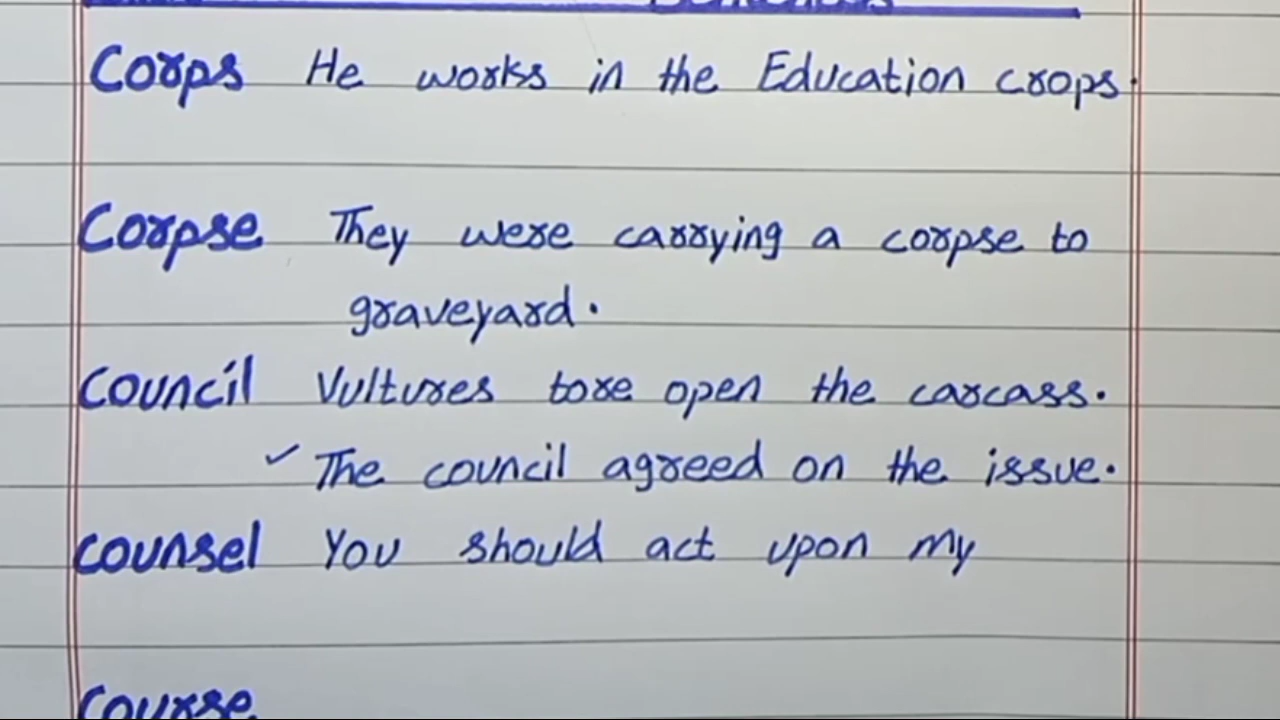 Corps He works in the Education crops.
Corpse They were carrying a corpse to
graveyard.
Council Vultures tore open the carcass.
✓ The council agreed on the issue.
Counsel You should act upon my
Course